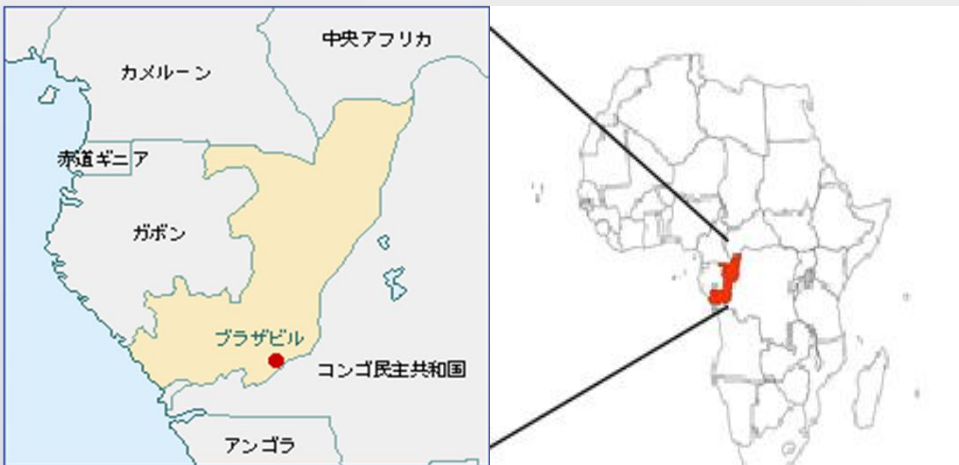 中央アフリカ
カメルーン
赤道ギニア
ガボン
ブラザビル
コンゴ民主共和国
アンゴラ